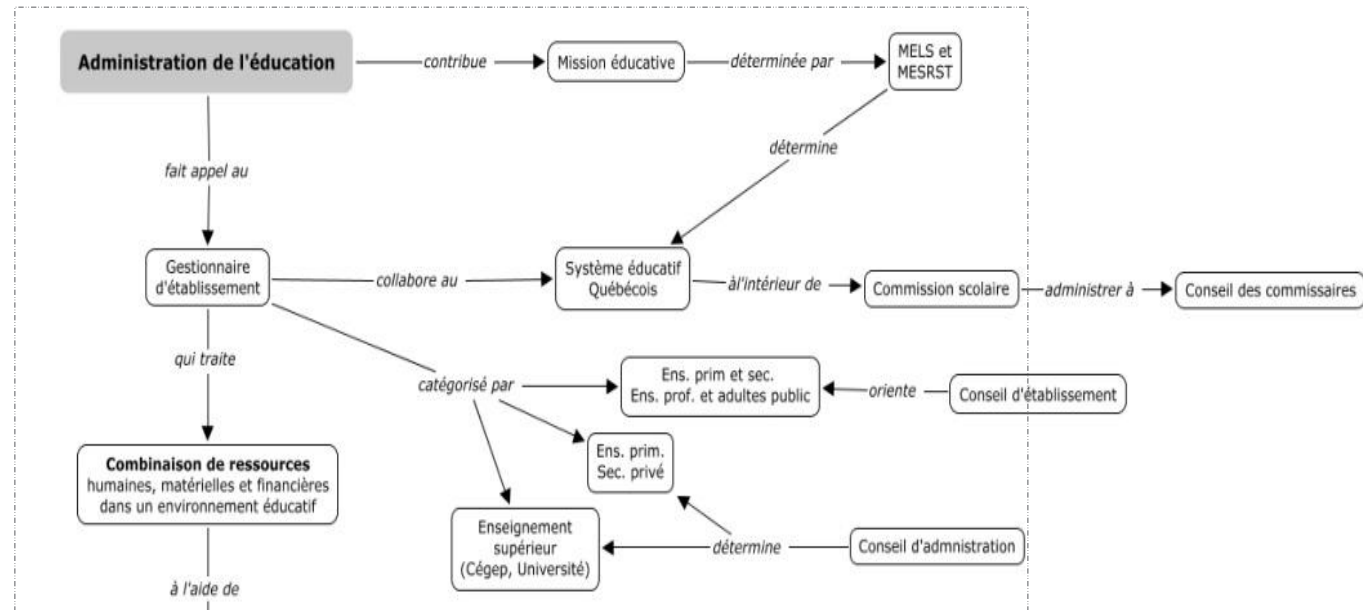 Administration de l'éducation
contribue
Mission éducative
déterminée par
MELS et
MESRST
détermine
fait appel au
Gestionnaire
d'établissement
collabore au
Système éducatif
Québécois
àl'intérieur de
Commission scolaire
administrer à
Conseil des commissaires
qui traite
catégorisé par
Ens. prim et sec.
Ens. prof. et adultes public
oriente
Conseil d'établissement
Ens. prim.
Sec. privé
Combinaison de ressources
humaines, matérielles et financières
dans un environnement éducatif
Enseignement
supérieur
(Cégep, Université)
détermine
Conseil d'admnistration
à l'aide de